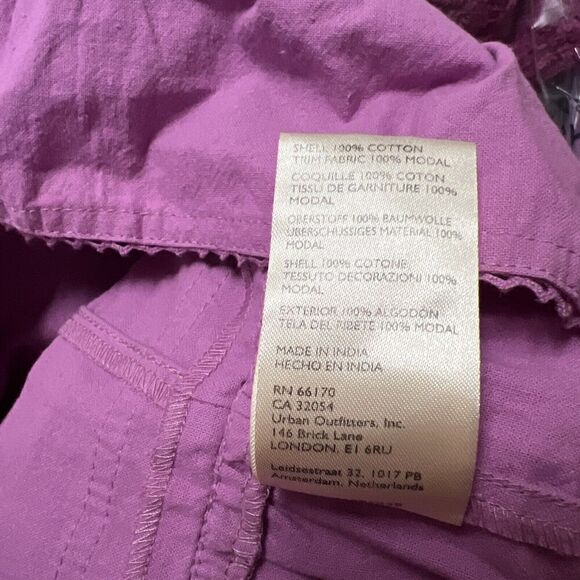 SHELL 100% COTTON
TRIM FABRIC 100% MODAL
COQUILLE 100% COTON
TISSU DE GARNITURE 100%
MODAL
OBERSTOFF 100% BAUMWOLLE
ÜBERSCHÜSSIGES MATERIAL 100%
MODAL
SHELL 100% COTONE
TESSUTO DECORAZIONI 100%
MODAL
EXTERIOR 100% ALGODÓN
TELA DEL RIBETE 100% MODAL
MADE IN INDIA
HECHO EN INDIA
RN 66170
CA 32054
Urban Outfitters, Inc.
146 Brick Lane
LONDON, E1 6RU
Leidsestraat 32, 1017 PB
Amsterdam, Netherlands